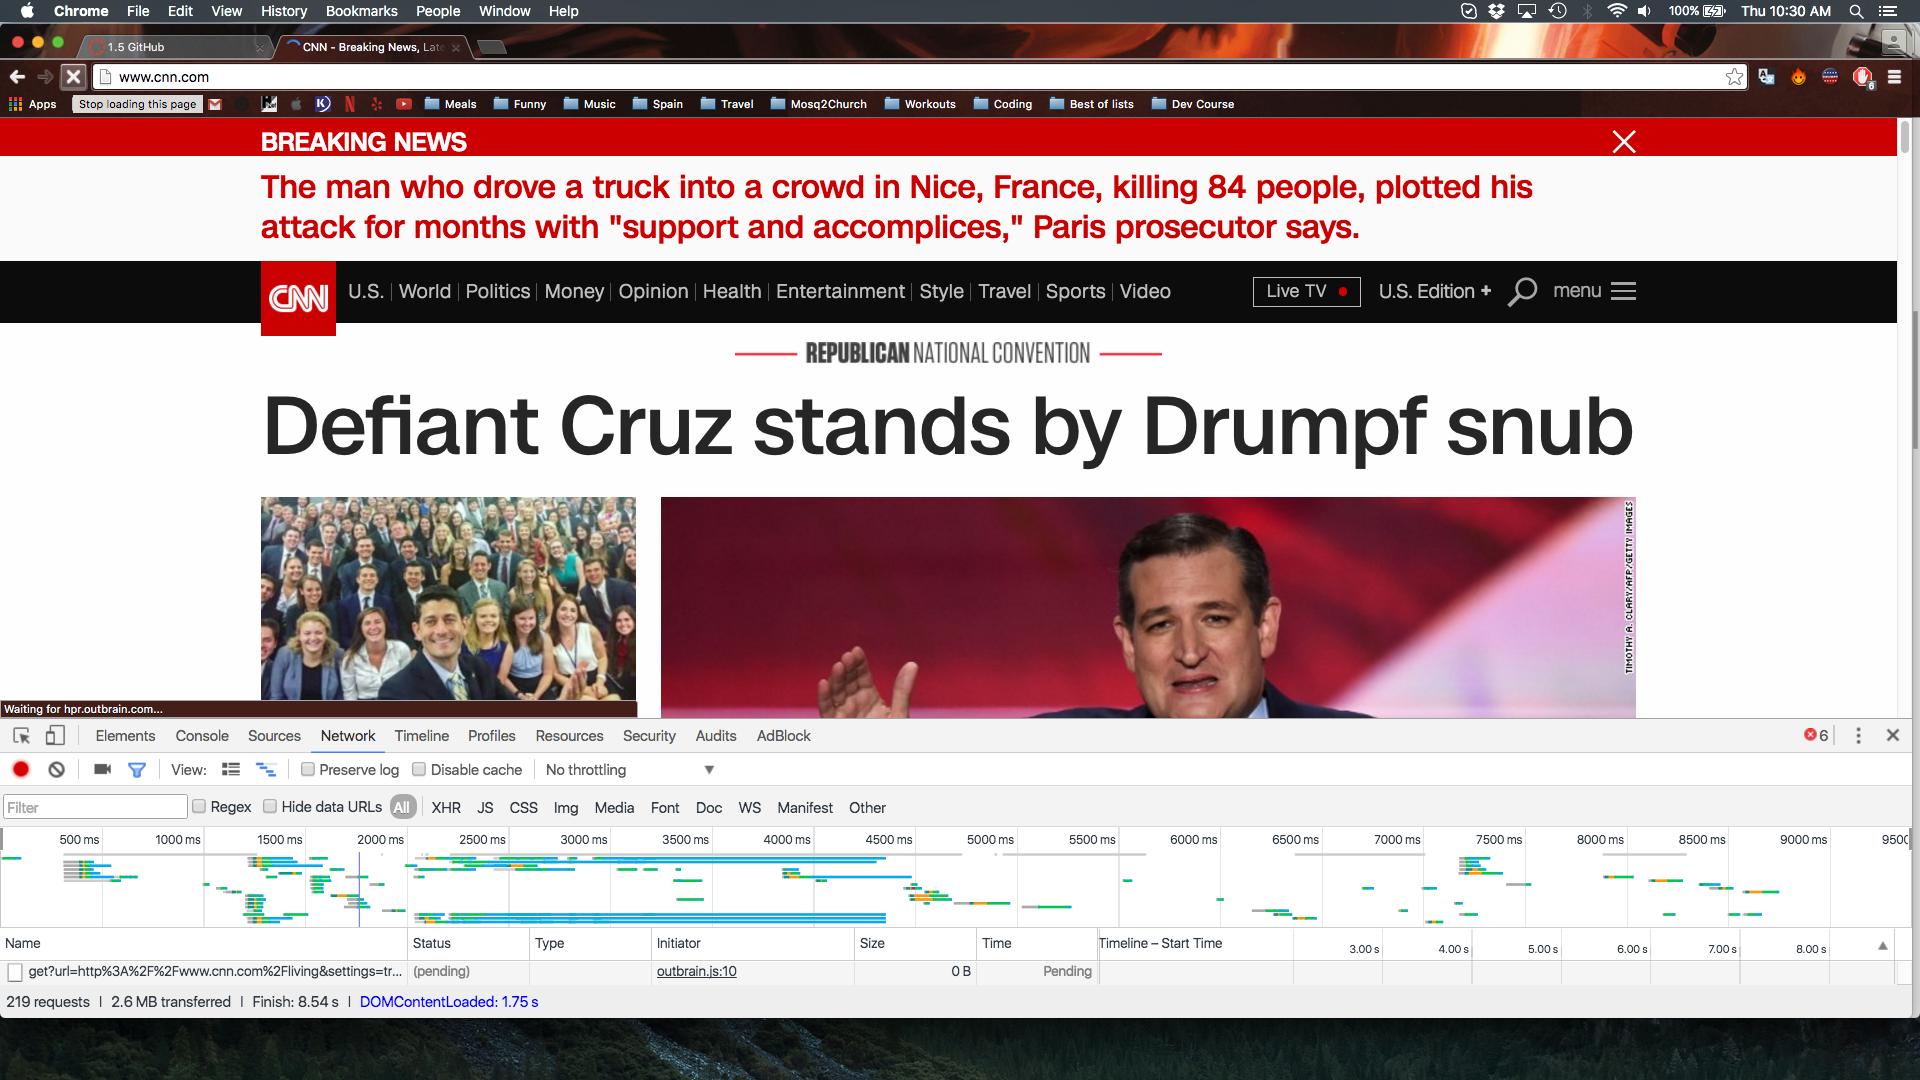 Chrome File Edit View History Bookmarks People Window Help 100% Thu 10:30 AM
1.5 GitHub CNN - Breaking News, Late
www.cnn.com
6
Apps Stop loading this page Meals Funny Music Spain Travel Mosq2Church Workouts Coding Best of lists Dev Course
BREAKING NEWS
The man who drove a truck into a crowd in Nice, France, killing 84 people, plotted his
attack for months with "support and accomplices," Paris prosecutor says.
CNN U.S. World Politics Money Opinion Health Entertainment Style Travel Sports Video Live TV U.S. Edition + menu
REPUBLICAN NATIONAL CONVENTION
Defiant Cruz stands by Drumpf snub
TIMOTHY A. CLARY/AFP/GETTY IMAGES
Waiting for hpr.outbrain.com...
Elements Console Sources Network Timeline Profiles Resources Security Audits AdBlock 6
View: Preserve log Disable cache No throttling
Filter Regex Hide data URLs All XHR JS CSS Img Media Font Doc WS Manifest Other
500 ms 1000 ms 1500 ms 2000 ms 2500 ms 3000 ms 3500 ms 4000 ms 4500 ms 5000 ms 5500 ms 6000 ms 6500 ms 7000 ms 7500 ms 8000 ms 8500 ms 9000 ms 950
Name Status Type Initiator Size Time Timeline – Start Time 3.00 s 4.00 s 5.00 s 6.00 s 7.00 s 8.00 s
get?url=http%3A%2F%2Fwww.cnn.com%2Fliving&settings=tr... (pending) outbrain.js:10 0 B Pending
219 requests | 2.6 MB transferred | Finish: 8.54 s | DOMContentLoaded: 1.75 s